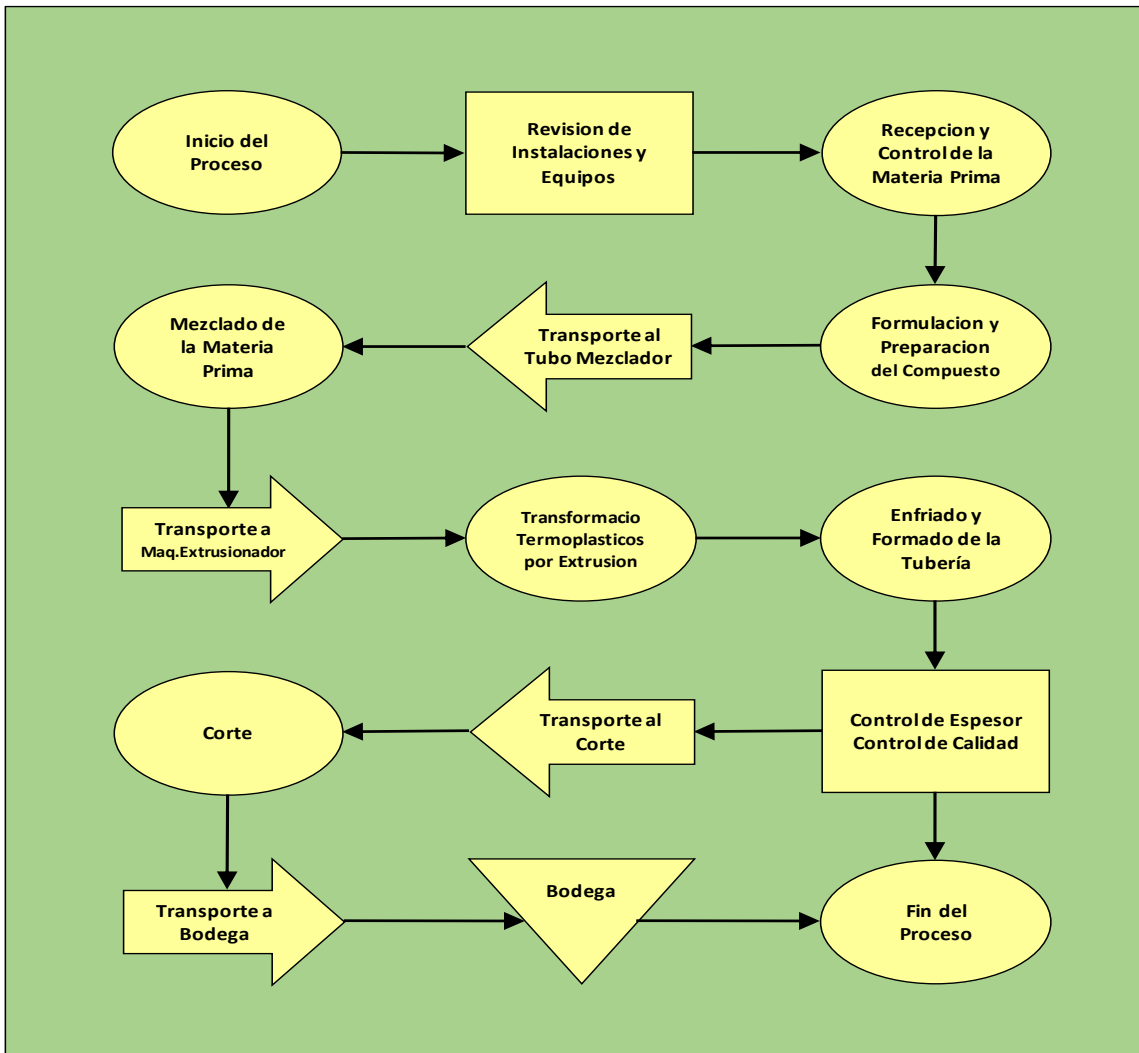 Inicio del
Proceso
Revision de
Instalaciones y
Equipos
Recepcion y
Control de la
Materia Prima
Mezclado de
la Materia
Prima
Transporte al
Tubo Mezclador
Formulacion y
Preparacion
del Compuesto
Transporte a
Maq.Extrusionador
Transformacio
Termoplasticos
por Extrusion
Enfriado y
Formado de la
Tubería
Corte
Transporte al
Corte
Control de Espesor
Control de Calidad
Transporte a
Bodega
Bodega
Fin del
Proceso